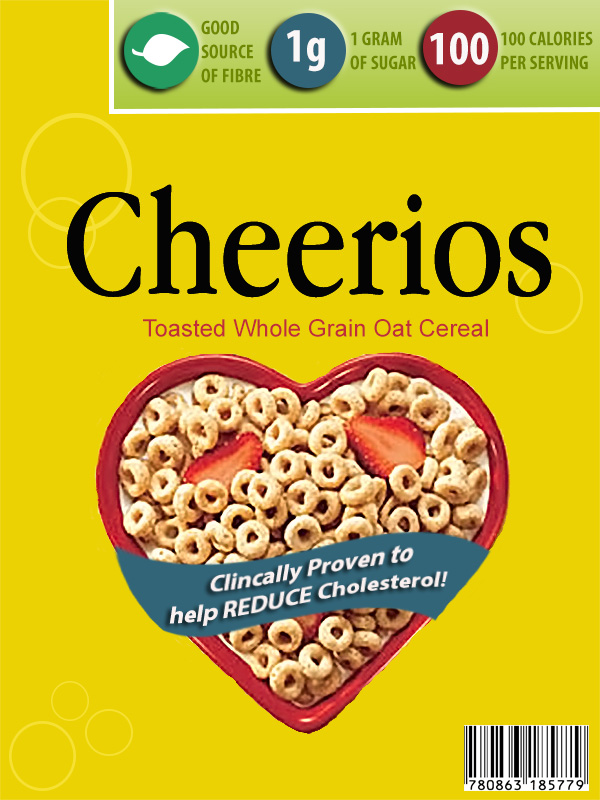 GOOD
SOURCE
OF FIBRE
1g
1 GRAM
OF SUGAR
100
100 CALORIES
PER SERVING
Cheerios
Toasted Whole Grain Oat Cereal
Clincally Proven to
help REDUCE Cholesterol!
780863 185779